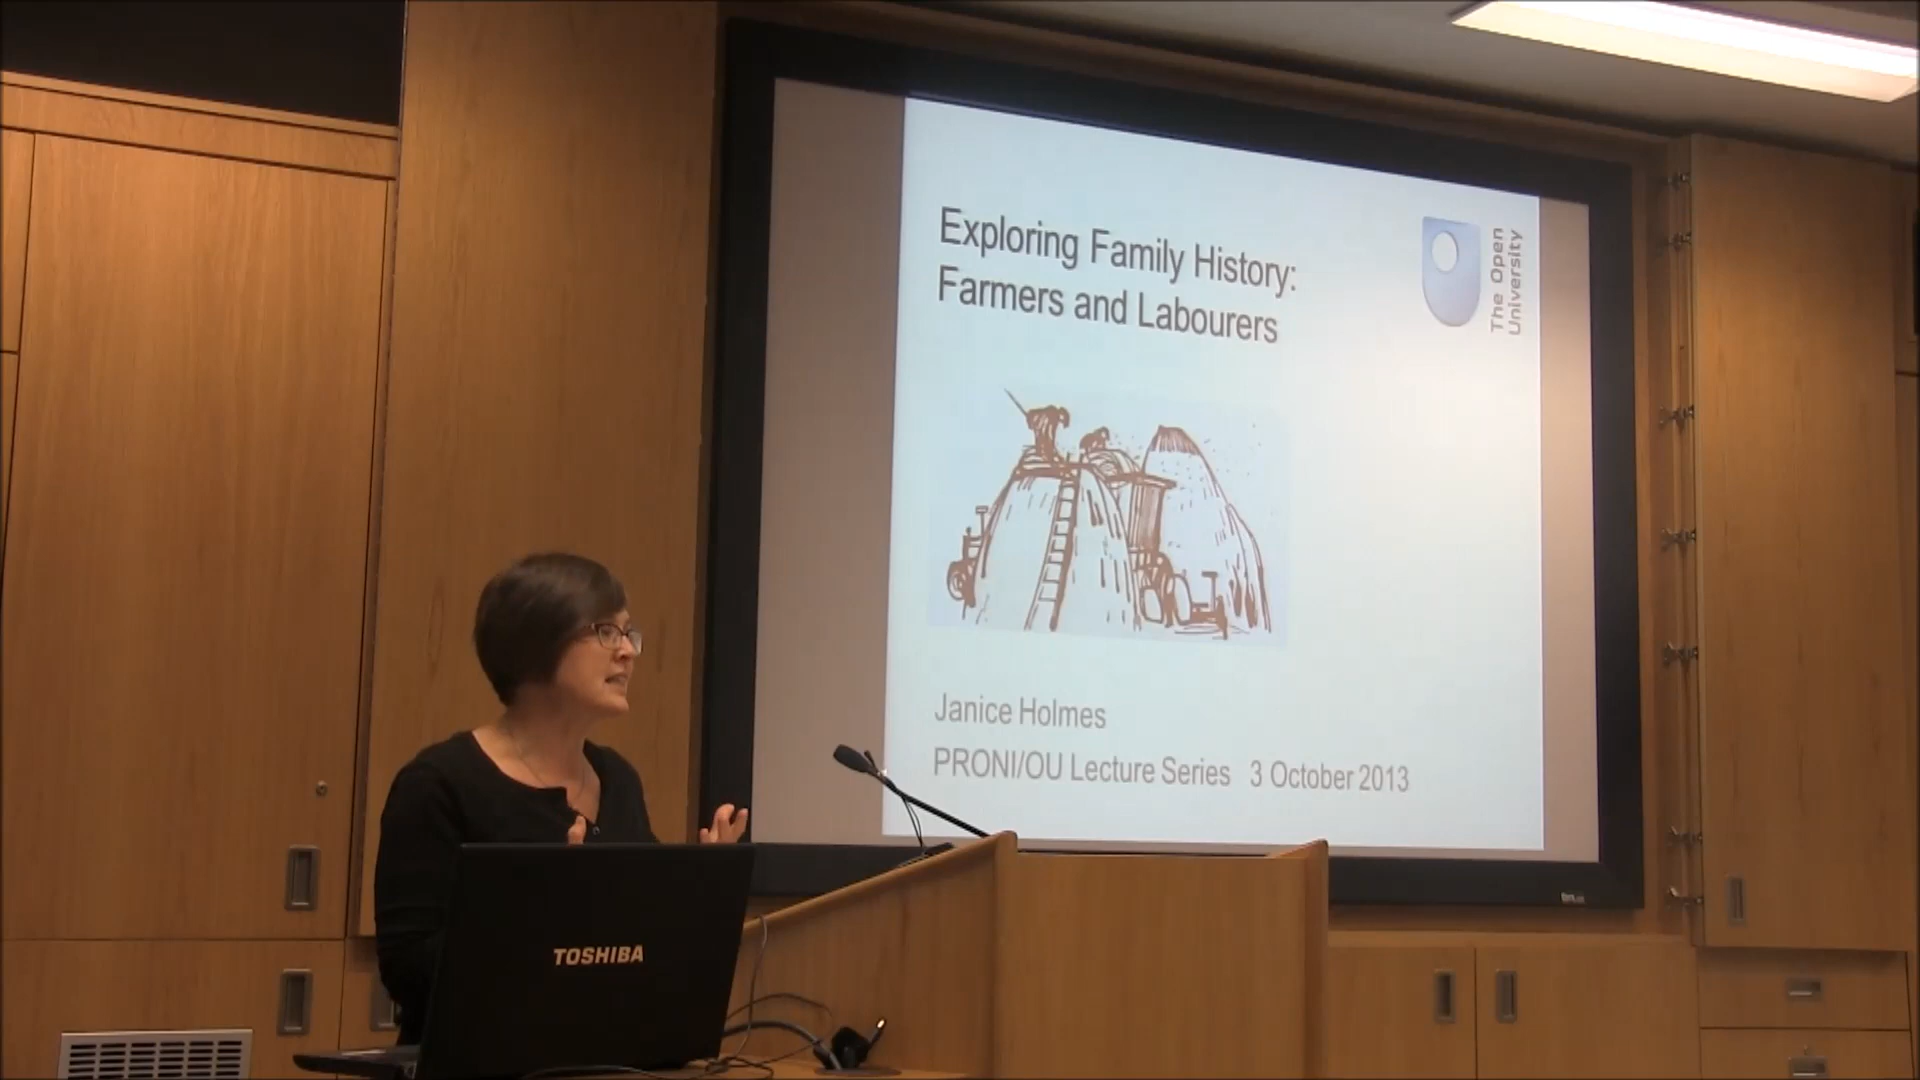 Exploring Family History:
Farmers and Labourers
The Open
University
Janice Holmes
PRONI/OU Lecture Series 3 October 2013
TOSHIBA